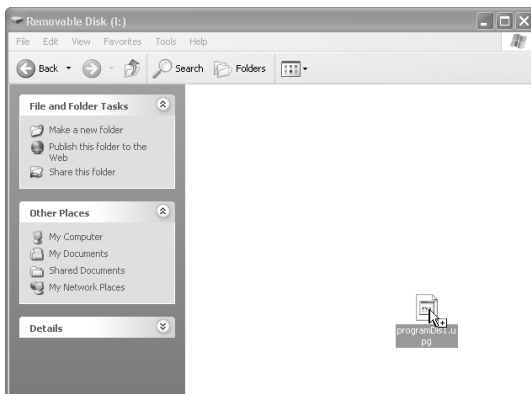 Removable Disk (I:)
File Edit View Favorites Tools Help
Back Search Folders
File and Folder Tasks
Make a new folder
Publish this folder to the
Web
Share this folder
Other Places
My Computer
My Documents
Shared Documents
My Network Places
Details
programDisI.u
pg